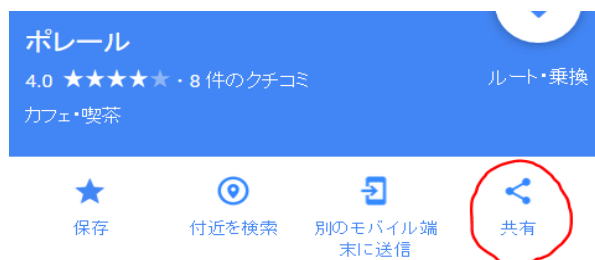 ポレール
4.0 ★★★★★・8 件のクチコミ
ルート・乗換
カフェ・喫茶
保存
付近を検索
別のモバイル端
末に送信
共有